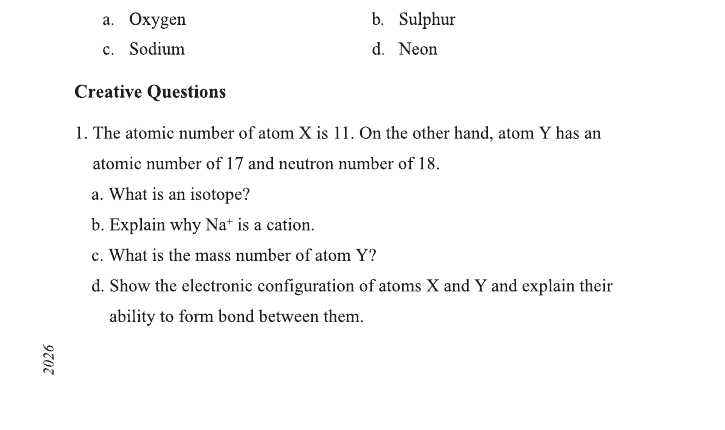 a. Oxygen b. Sulphur
c. Sodium d. Neon
Creative Questions
1. The atomic number of atom X is 11. On the other hand, atom Y has an
atomic number of 17 and neutron number of 18.
a. What is an isotope?
b. Explain why Na⁺ is a cation.
c. What is the mass number of atom Y?
d. Show the electronic configuration of atoms X and Y and explain their
ability to form bond between them.
2026